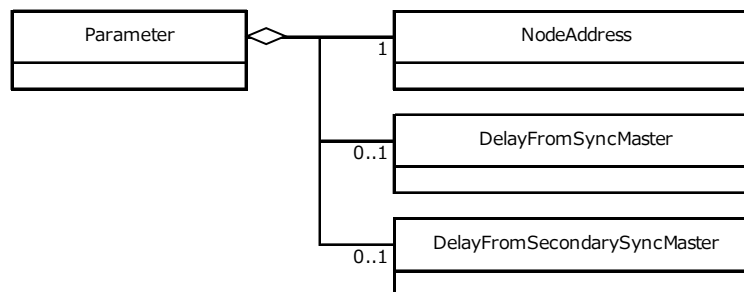 Parameter
NodeAddress
1
DelayFromSyncMaster
0..1
DelayFromSecondarySyncMaster
0..1